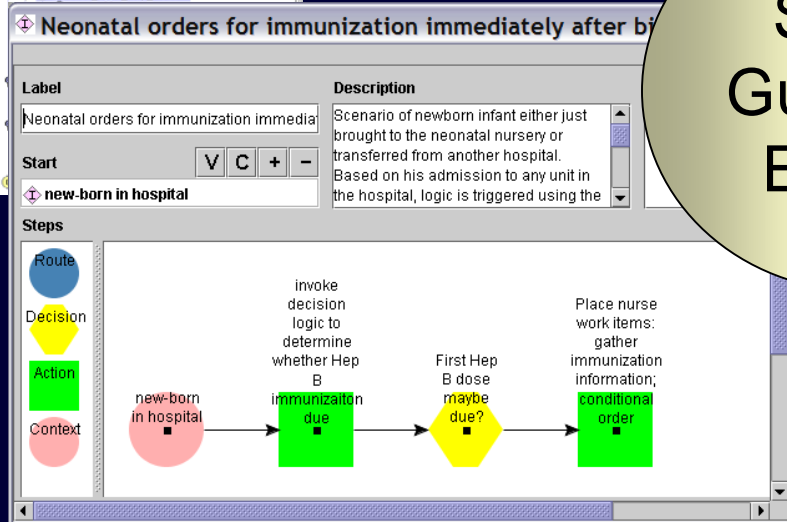 Neonatal orders for immunization immediately after bi
S
Gu
E
Label
Neonatal orders for immunization immediat
Description
Scenario of newborn infant either just
brought to the neonatal nursery or
transferred from another hospital.
Based on his admission to any unit in
the hospital, logic is triggered using the
Start
V C + −
new-born in hospital
Steps
Route
Decision
Action
Context
new-born
in hospital
invoke
decision
logic to
determine
whether Hep
B
immunizaiton
due
First Hep
B dose
maybe
due?
Place nurse
work items:
gather
immunization
information;
conditional
order